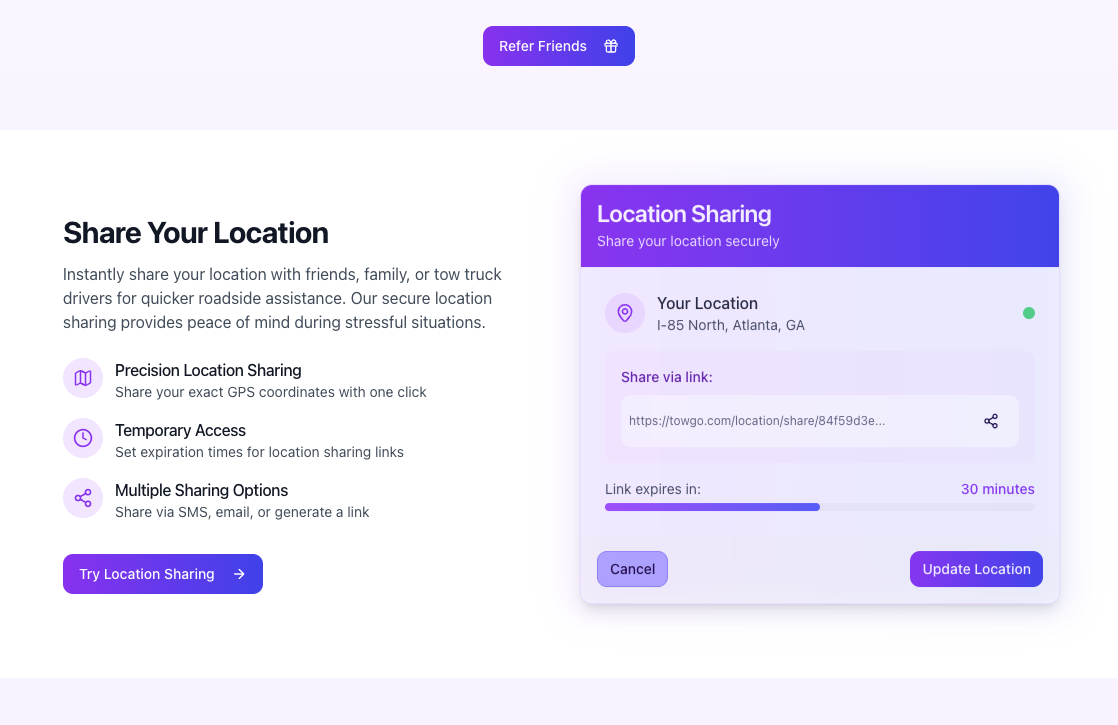 Refer Friends
Share Your Location
Instantly share your location with friends, family, or tow truck
drivers for quicker roadside assistance. Our secure location
sharing provides peace of mind during stressful situations.
Precision Location Sharing
Share your exact GPS coordinates with one click
Temporary Access
Set expiration times for location sharing links
Multiple Sharing Options
Share via SMS, email, or generate a link
Try Location Sharing
Location Sharing
Share your location securely
Your Location
I-85 North, Atlanta, GA
Share via link:
https://towgo.com/location/share/84f59d3e...
Link expires in:
30 minutes
Cancel
Update Location